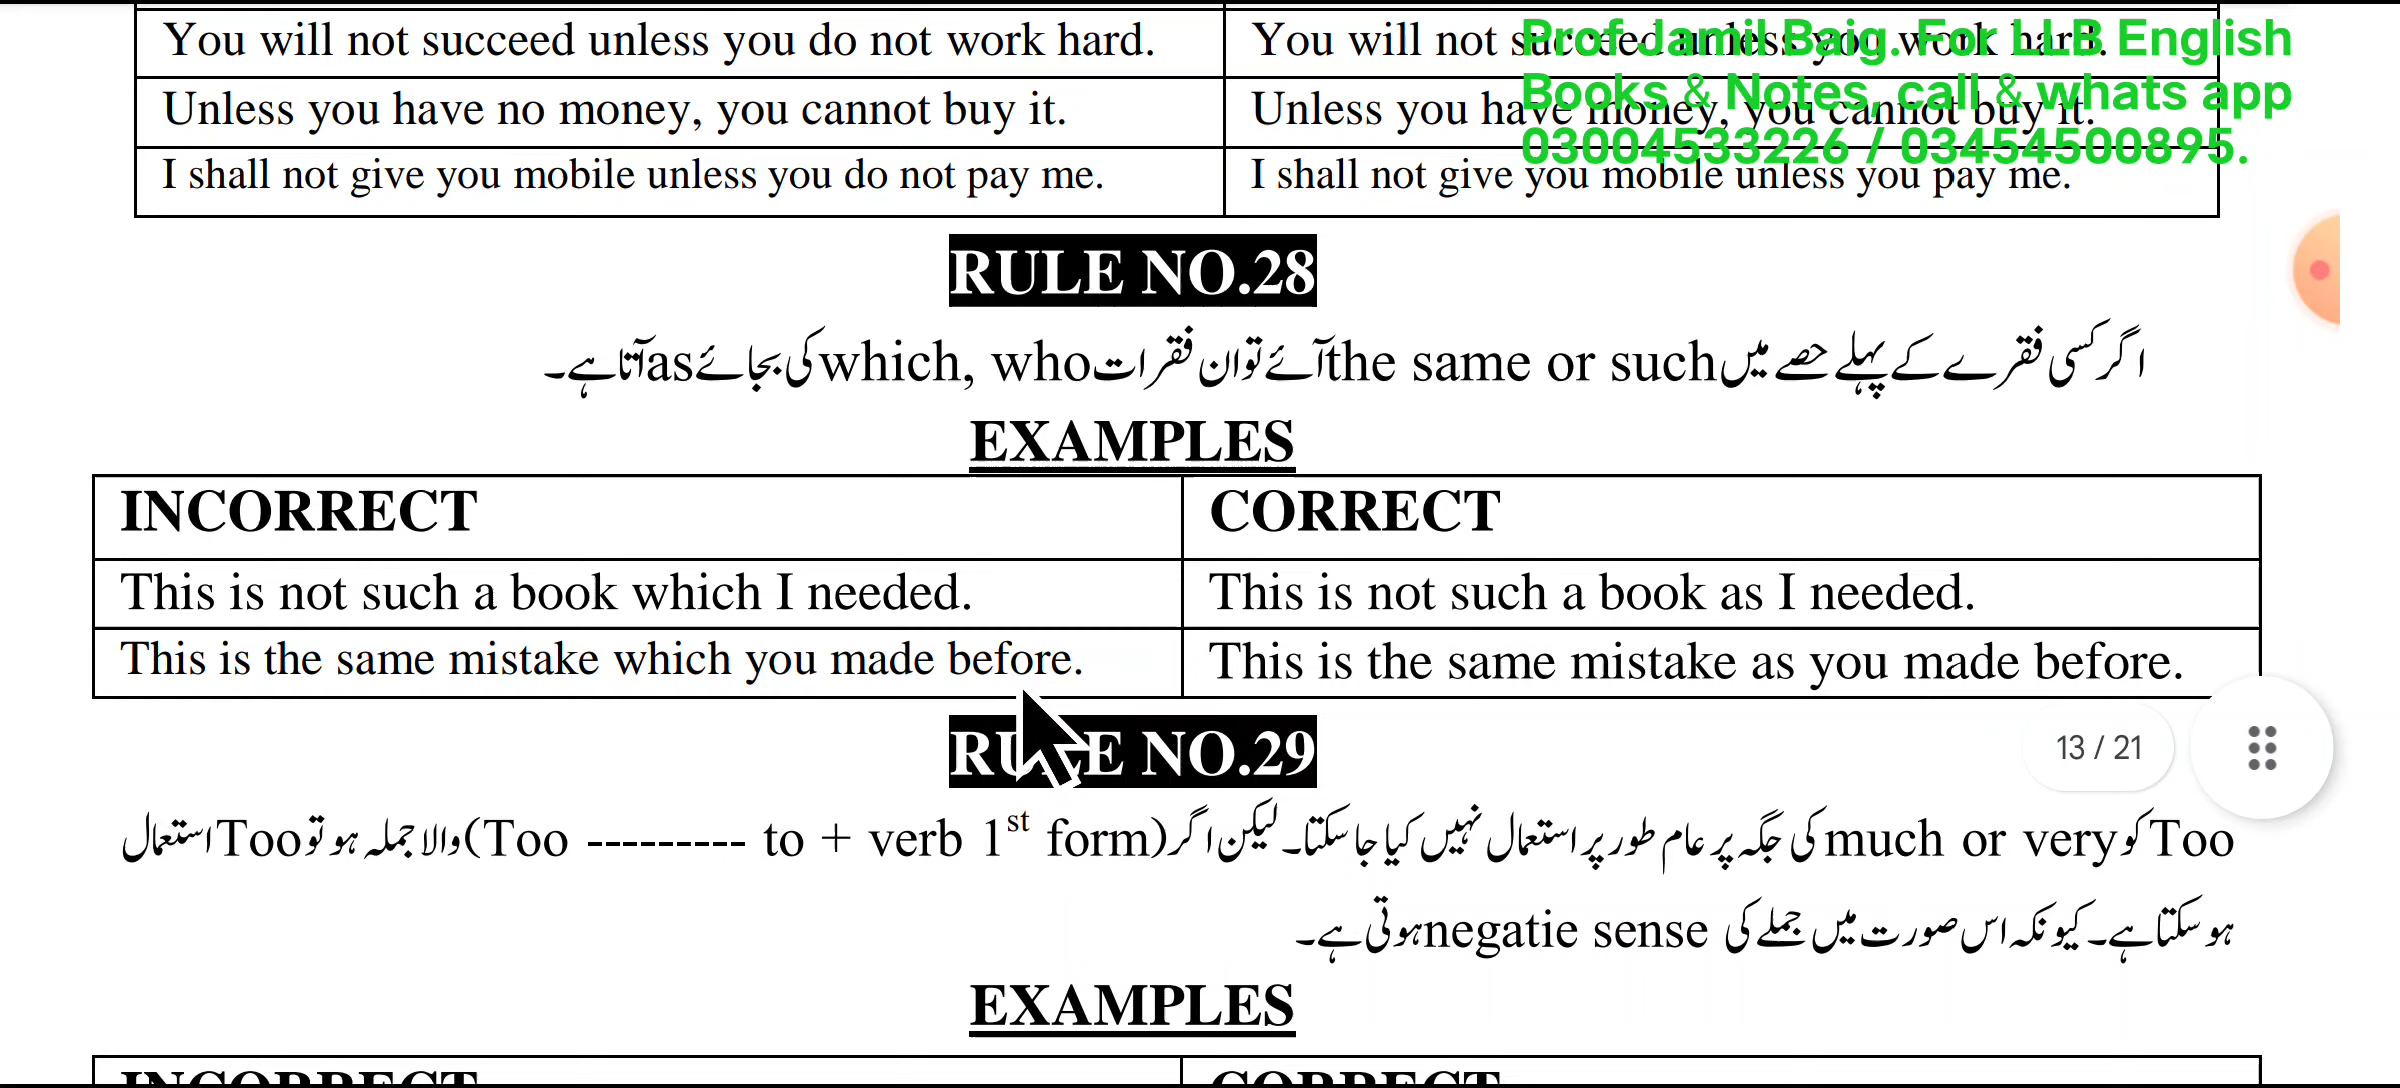 You will not succeed unless you do not work hard. You will not succeed unless you work hard.
Unless you have no money, you cannot buy it. Unless you have money, you cannot buy it.
I shall not give you mobile unless you do not pay me. I shall not give you mobile unless you pay me.
Prof Jamil Baig. For LLB English
Books & Notes, call & whats app
03004533226 / 03454500895.
RULE NO.28
اگر کسی فقرے کے پہلے حصے میں the same or such آئے تو ان فقرات which, who کی بجائے as آتا ہے۔
EXAMPLES
INCORRECT CORRECT
This is not such a book which I needed. This is not such a book as I needed.
This is the same mistake which you made before. This is the same mistake as you made before.
RULE NO.29
13 / 21
Too کو much or very کی جگہ پر عام طور پر استعمال نہیں کیا جا سکتا۔ لیکن اگر (Too --------- to + verb 1st form) والا جملہ ہو تو Too استعمال
ہو سکتا ہے۔ کیونکہ اس صورت میں جملے کی negatie sense ہوتی ہے۔
EXAMPLES
INCORRECT CORRECT